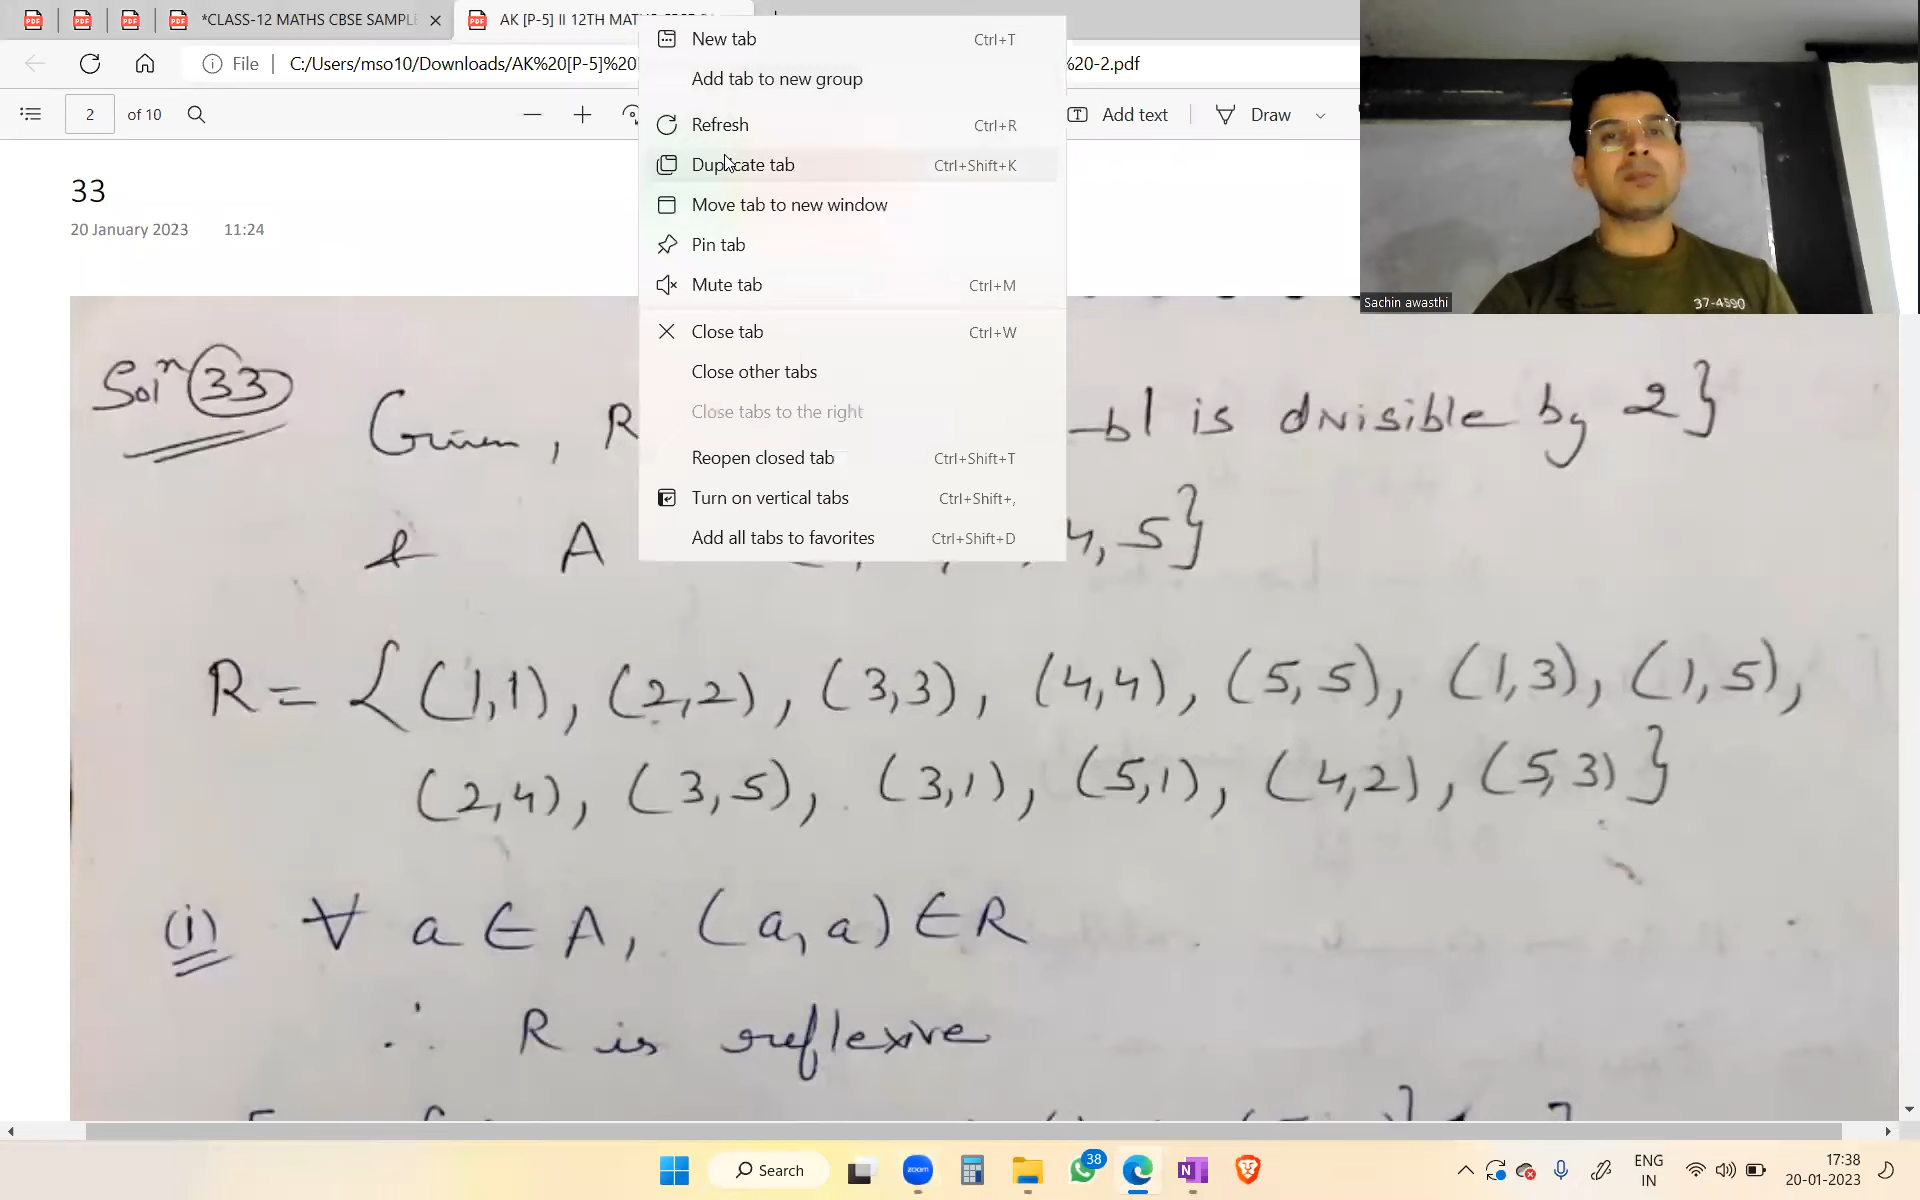 *CLASS-12 MATHS CBSE SAMPL
AK [P-5] II 12TH MAT
File
C:/Users/mso10/Downloads/AK%20[P-5]%20
%20-2.pdf
2 of 10
Add text
Draw
New tab Ctrl+T
Add tab to new group
Refresh Ctrl+R
Duplicate tab Ctrl+Shift+K
Move tab to new window
Pin tab
Mute tab Ctrl+M
Close tab Ctrl+W
Close other tabs
Close tabs to the right
Reopen closed tab Ctrl+Shift+T
Turn on vertical tabs Ctrl+Shift+,
Add all tabs to favorites Ctrl+Shift+D
37-4590
Sachin awasthi
33
20 January 2023 11:24
Solⁿ 33 Given, R -b| is divisible by 2}
& A 4, 5}
R = {(1,1), (2,2), (3,3), (4,4), (5,5), (1,3), (1,5),
(2,4), (3,5), (3,1), (5,1), (4,2), (5,3)}
(i) ∀ a ∈ A, (a, a) ∈ R
∴ R is reflexive
Search
zoom
38
N
ENG
IN
17:38
20-01-2023